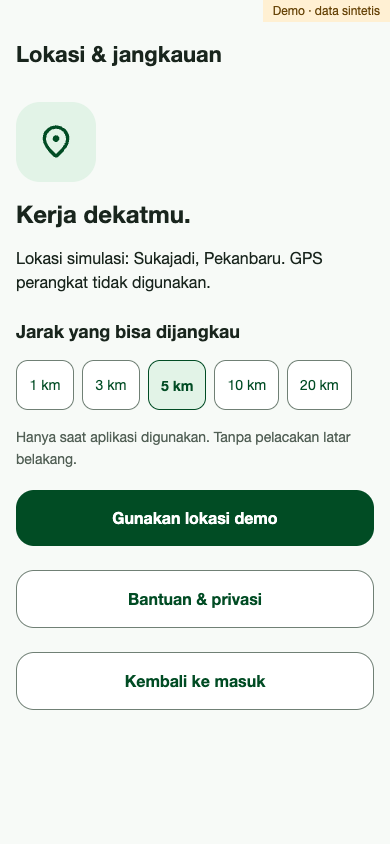 Demo · data sintetis
Lokasi & jangkauan
Kerja dekatmu.
Lokasi simulasi: Sukajadi, Pekanbaru. GPS
perangkat tidak digunakan.
Jarak yang bisa dijangkau
1 km 3 km 5 km 10 km 20 km
Hanya saat aplikasi digunakan. Tanpa pelacakan latar
belakang.
Gunakan lokasi demo
Bantuan & privasi
Kembali ke masuk